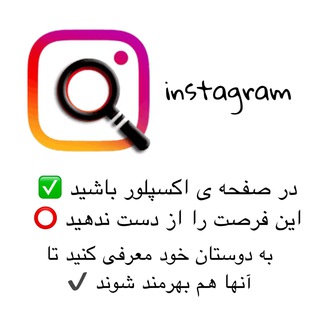 instagram
در صفحه ی اکسپلور باشید ✅
این فرصت را از دست ندهید ⭕
به دوستان خود معرفی کنید تا
آنها هم بهرمند شوند ✔